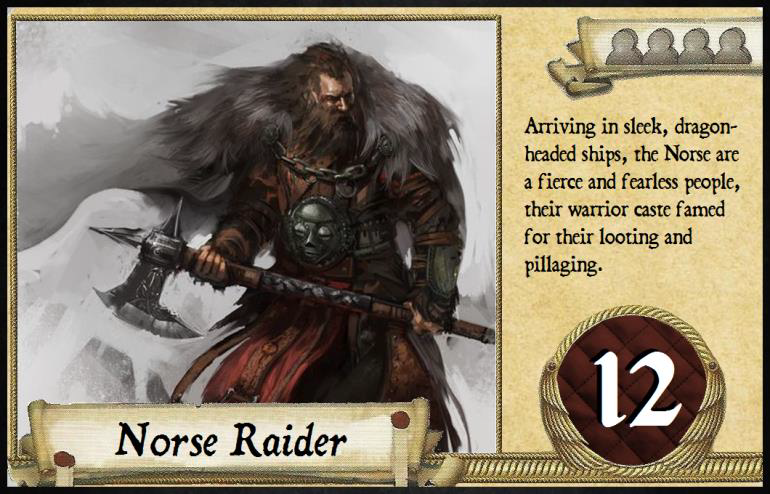 Arriving in sleek, dragon-
headed ships, the Norse are
a fierce and fearless people,
their warrior caste famed
for their looting and
pillaging.
12
Norse Raider